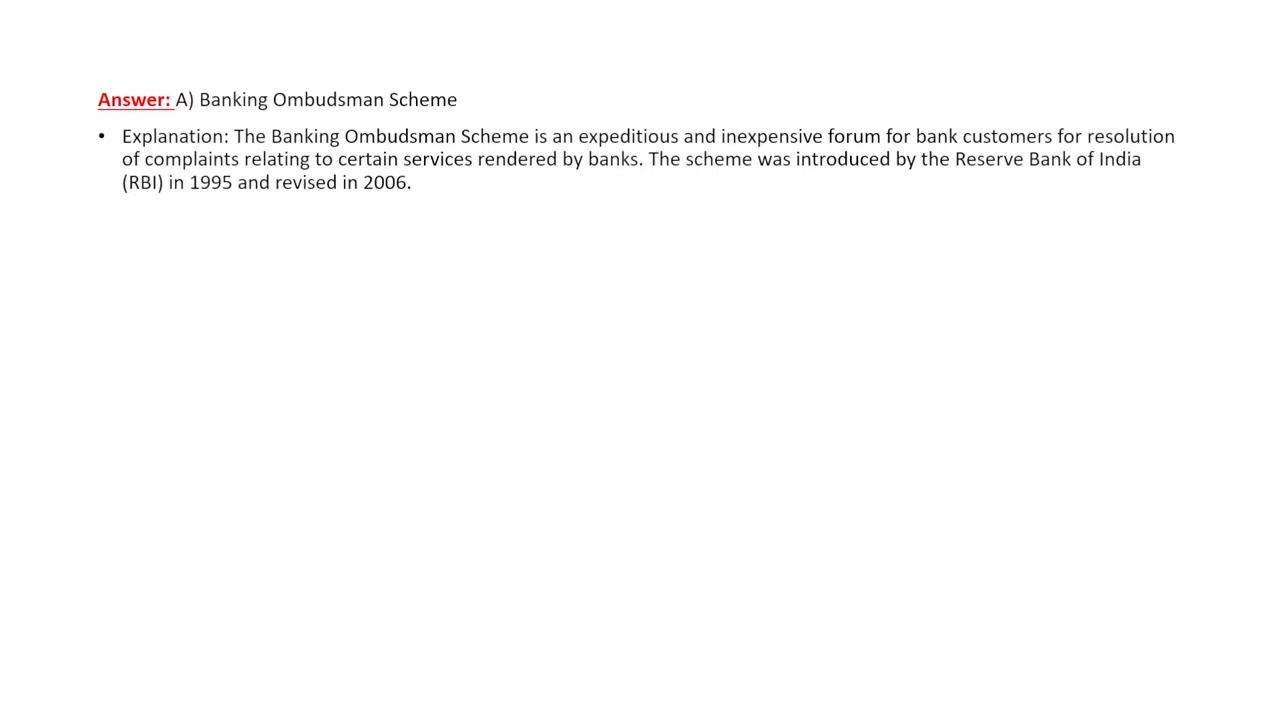 Answer: A) Banking Ombudsman Scheme
• Explanation: The Banking Ombudsman Scheme is an expeditious and inexpensive forum for bank customers for resolution
of complaints relating to certain services rendered by banks. The scheme was introduced by the Reserve Bank of India
(RBI) in 1995 and revised in 2006.